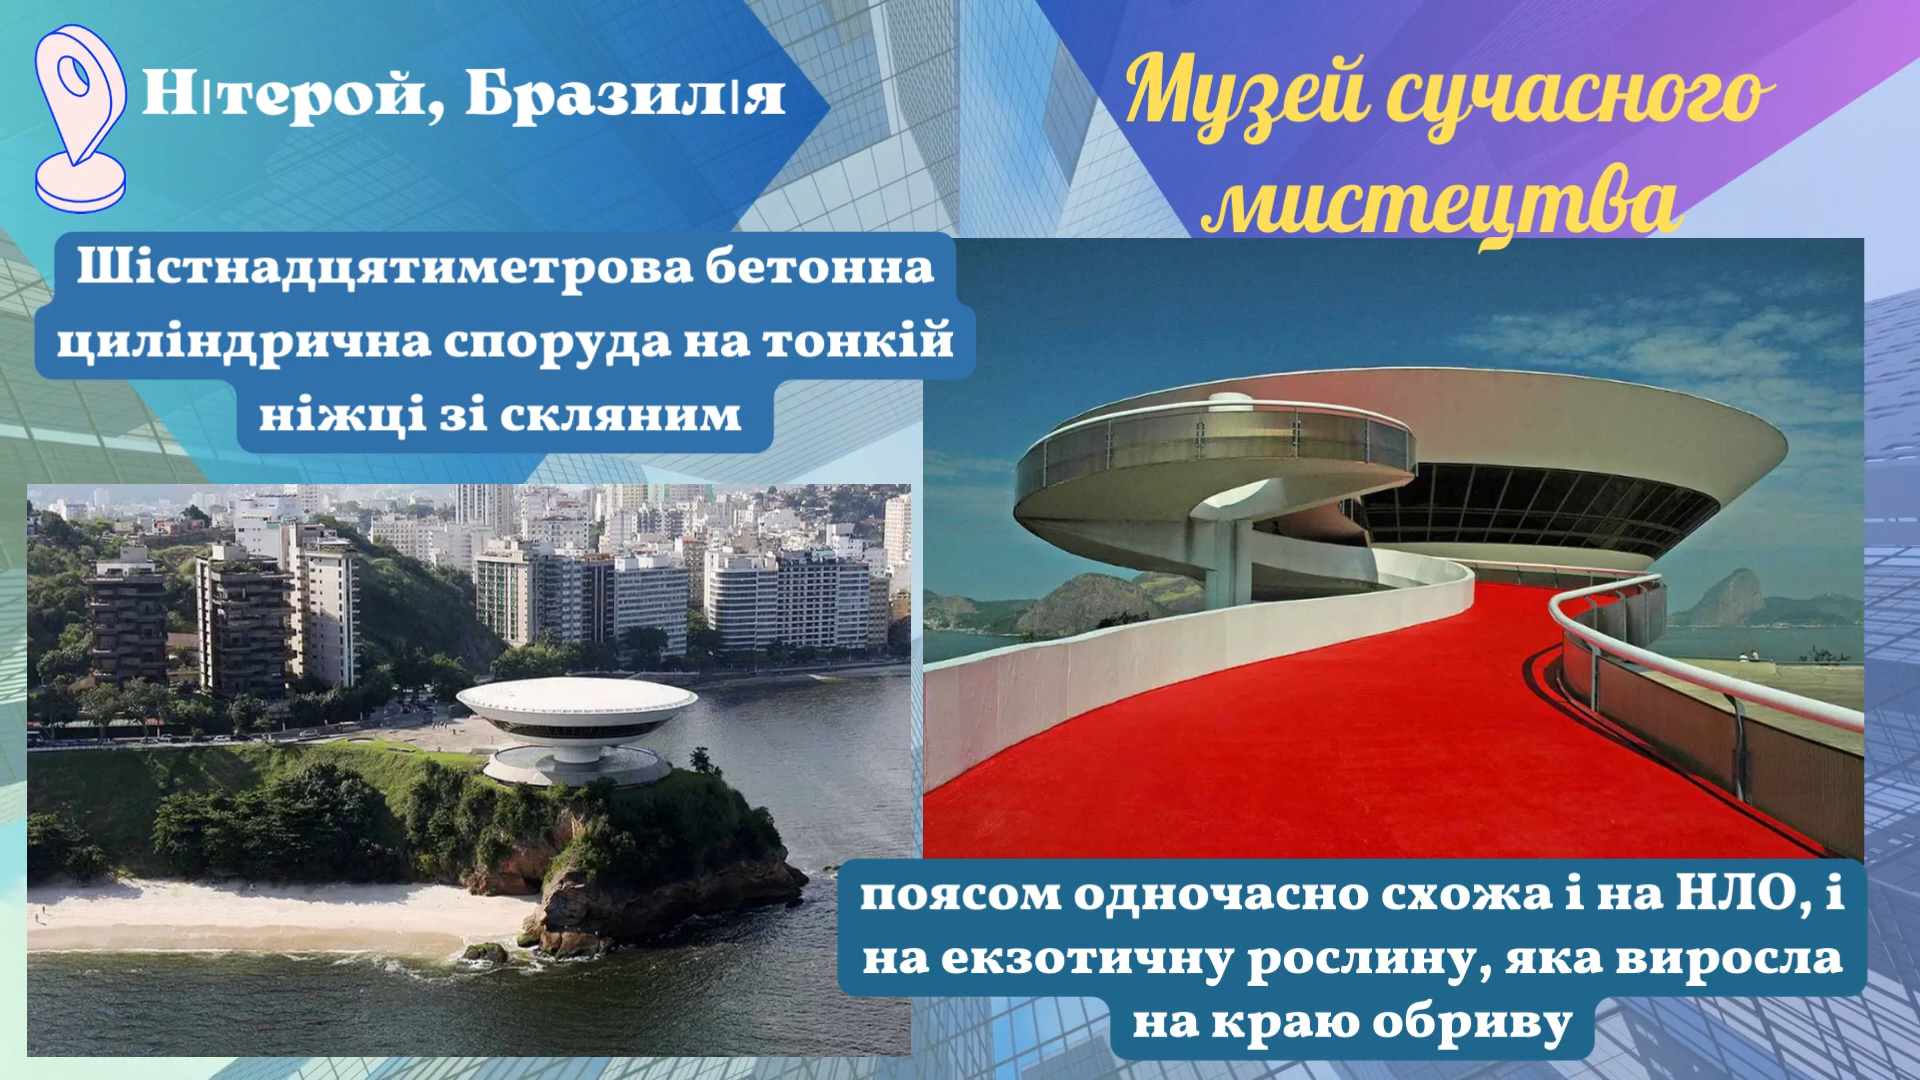 Нітерой, Бразилія
Музей сучасного
мистецтва
Шістнадцятиметрова бетонна
циліндрична споруда на тонкій
ніжці зі скляним
поясом одночасно схожа і на НЛО, і
на екзотичну рослину, яка виросла
на краю обриву